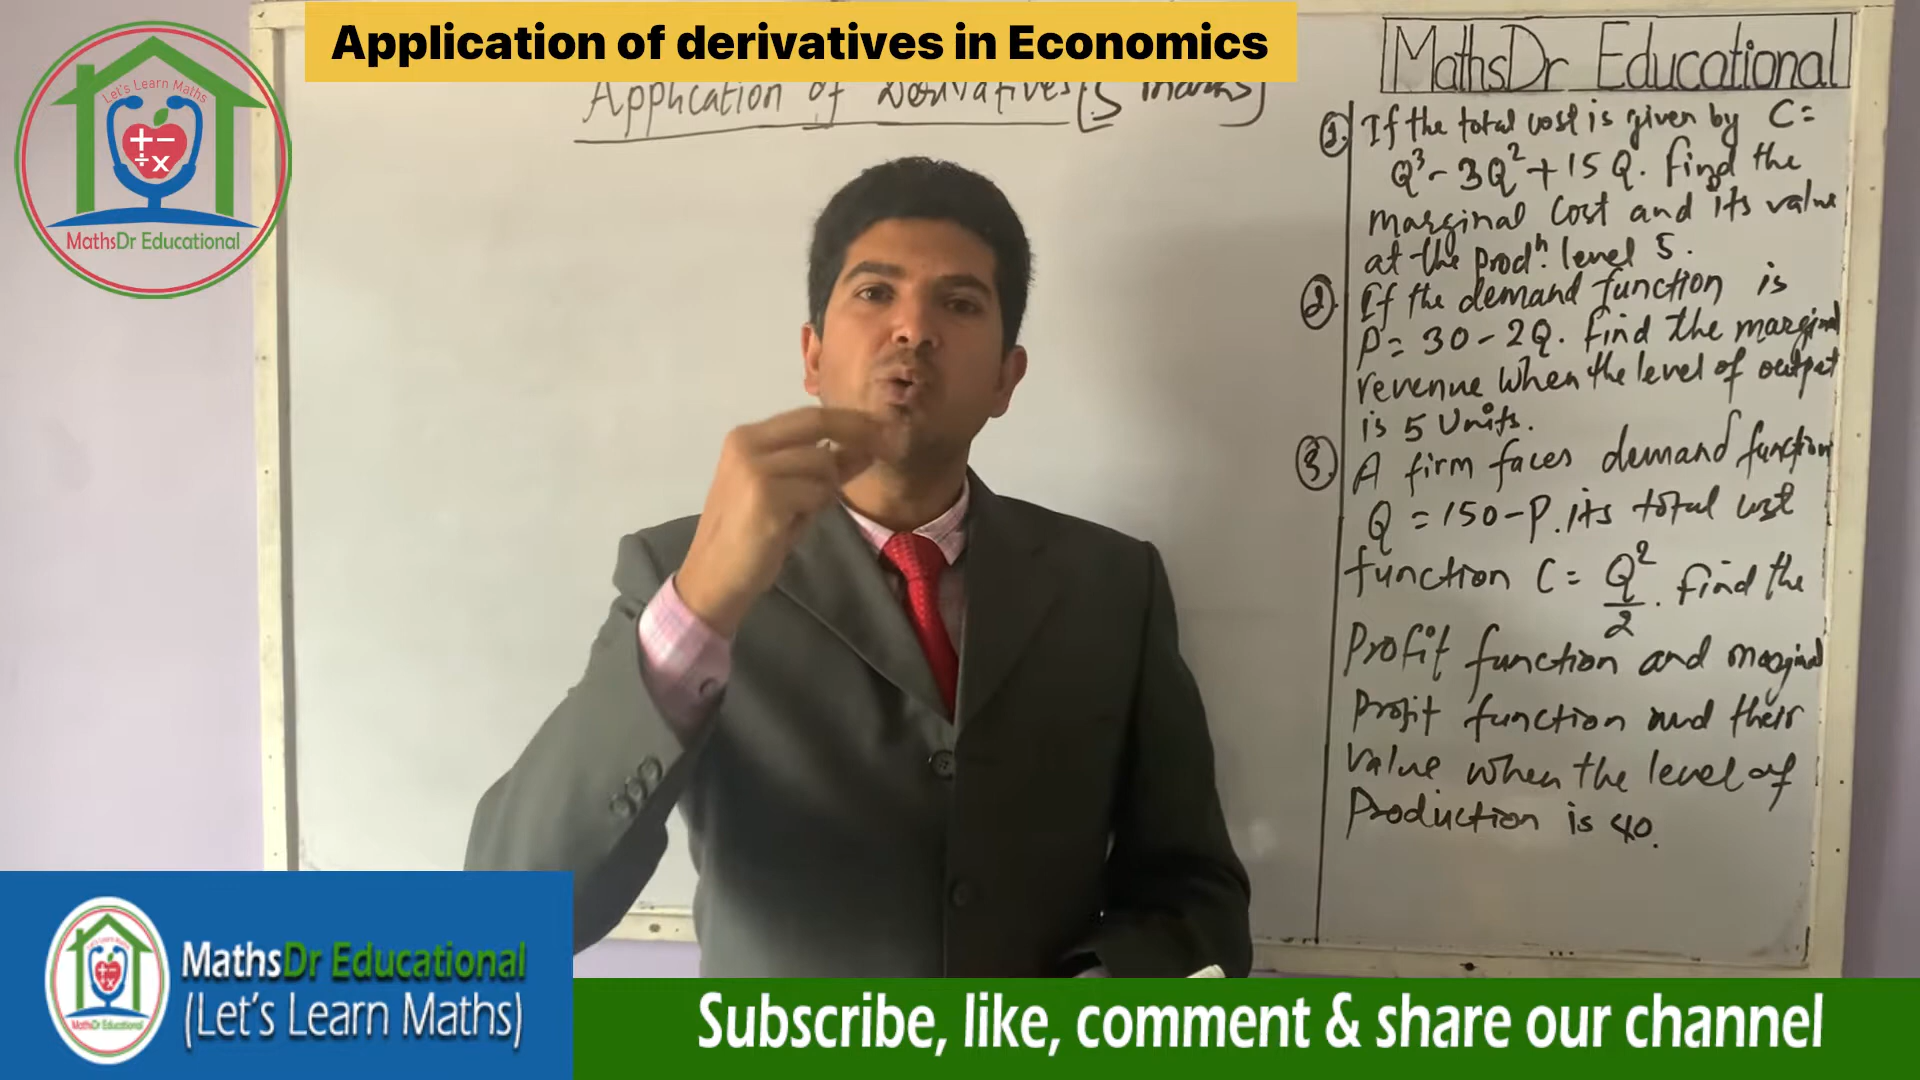 Application of derivatives in Economics
Application of Derivatives (5 marks)
Let's Learn Maths
MathsDr Educational
MathsDr Educational
1. If the total cost is given by C=
Q³- 3Q²+15Q. find the
marginal cost and its value
at the prodⁿ. level 5.
2. If the demand function is
P= 30-2Q. find the marginal
revenue when the level of output
is 5 Units.
3. A firm faces demand function
Q = 150-P. its total cost
function C= Q²/2. find the
Profit function and marginal
Profit function and their
value when the level of
Production is 40.
MathsDr Educational
MathsDr Educational
(Let's Learn Maths)
Subscribe, like, comment & share our channel